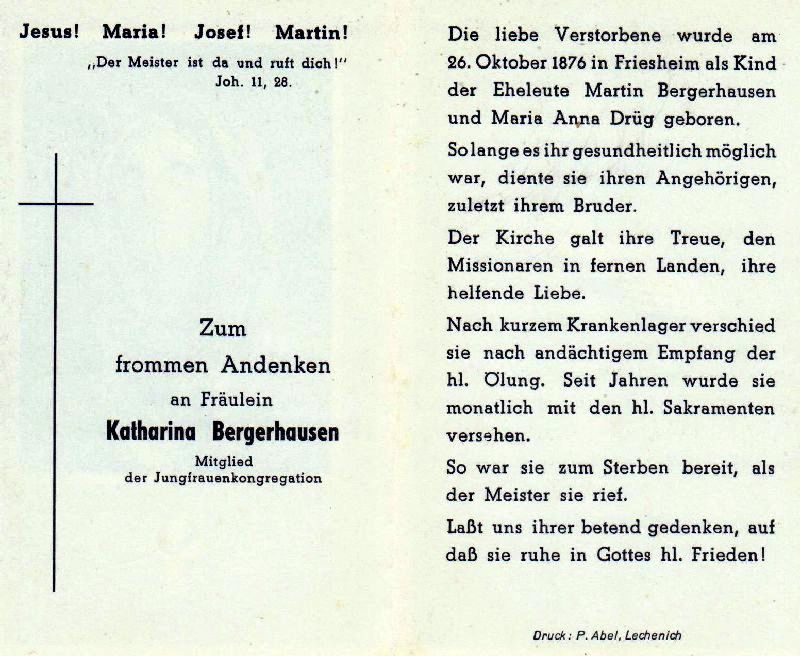 Jesus! Maria! Josef! Martin!
„Der Meister ist da und ruft dich!"
Joh. 11, 28.
Zum
frommen Andenken
an Fräulein
Katharina Bergerhausen
Mitglied
der Jungfrauenkongregation
Die liebe Verstorbene wurde am
26. Oktober 1876 in Friesheim als Kind
der Eheleute Martin Bergerhausen
und Maria Anna Drüg geboren.
Solange es ihr gesundheitlich möglich
war, diente sie ihren Angehörigen,
zuletzt ihrem Bruder.
Der Kirche galt ihre Treue, den
Missionaren in fernen Landen, ihre
helfende Liebe.
Nach kurzem Krankenlager verschied
sie nach andächtigem Empfang der
hl. Ölung. Seit Jahren wurde sie
monatlich mit den hl. Sakramenten
versehen.
So war sie zum Sterben bereit, als
der Meister sie rief.
Laßt uns ihrer betend gedenken, auf
daß sie ruhe in Gottes hl. Frieden!
Druck: P. Abel, Lechenich